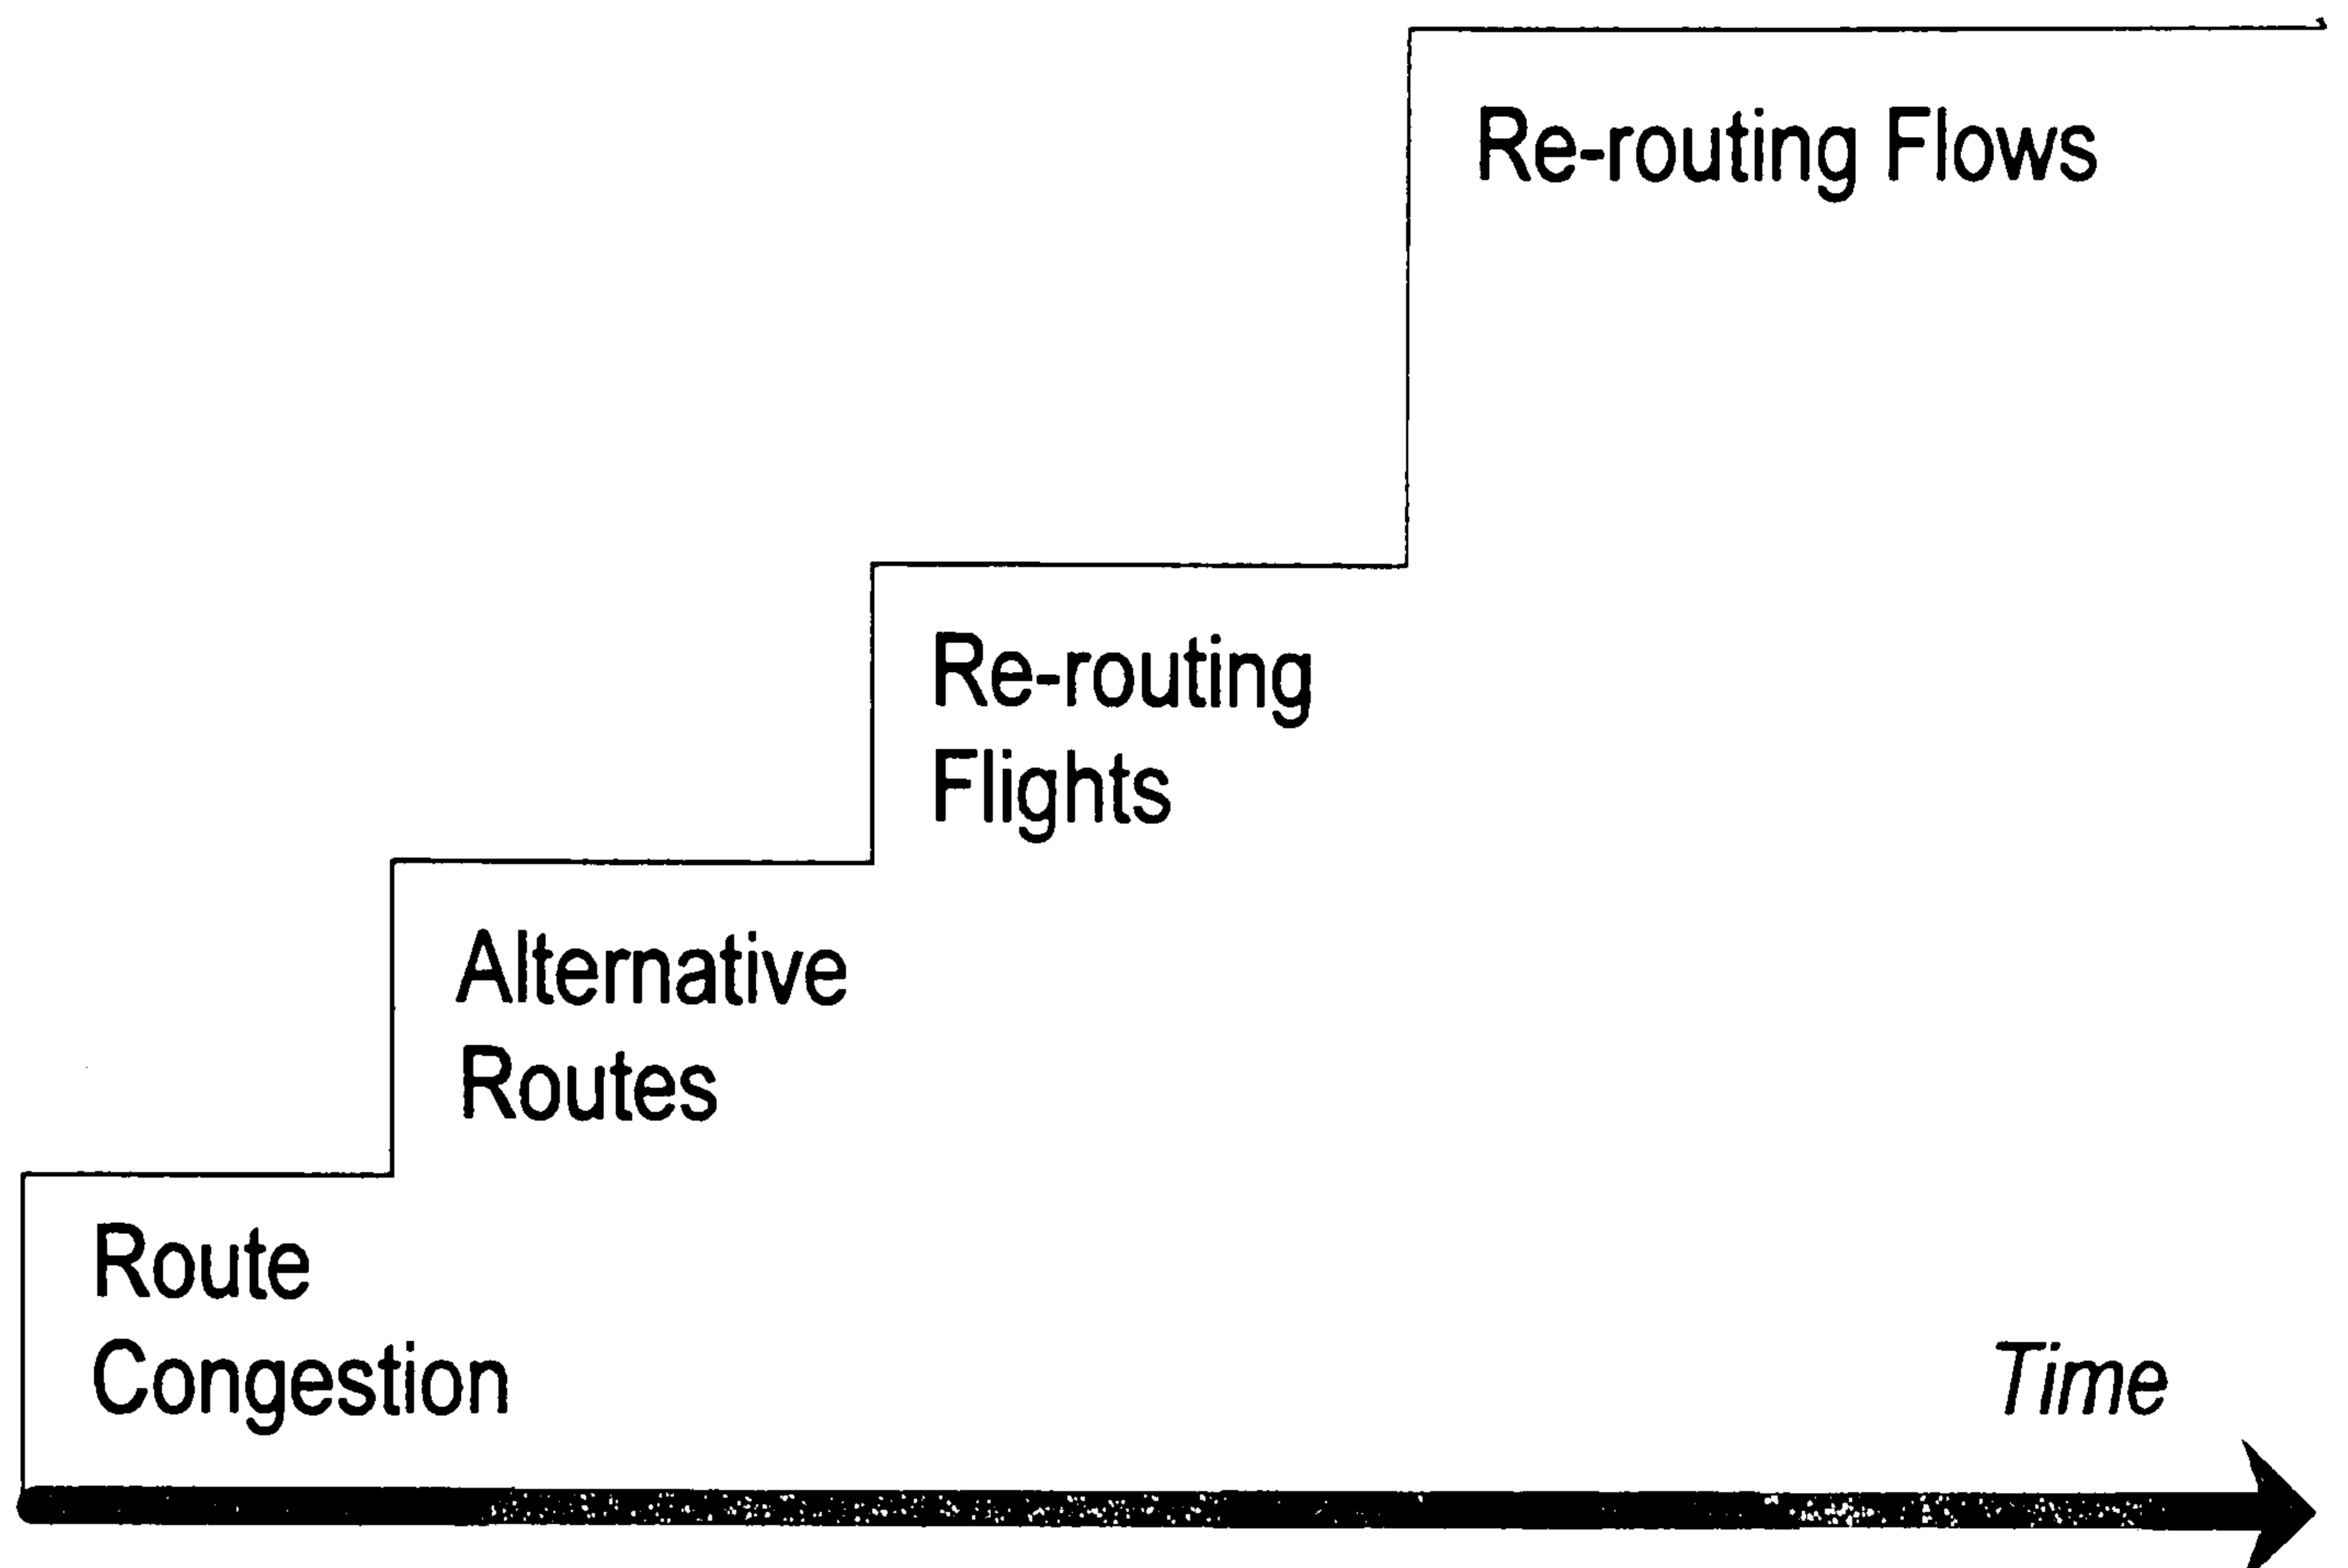 Re-routing Flows
Re-routing
Flights
Alternative
Routes
Route
Congestion
Time